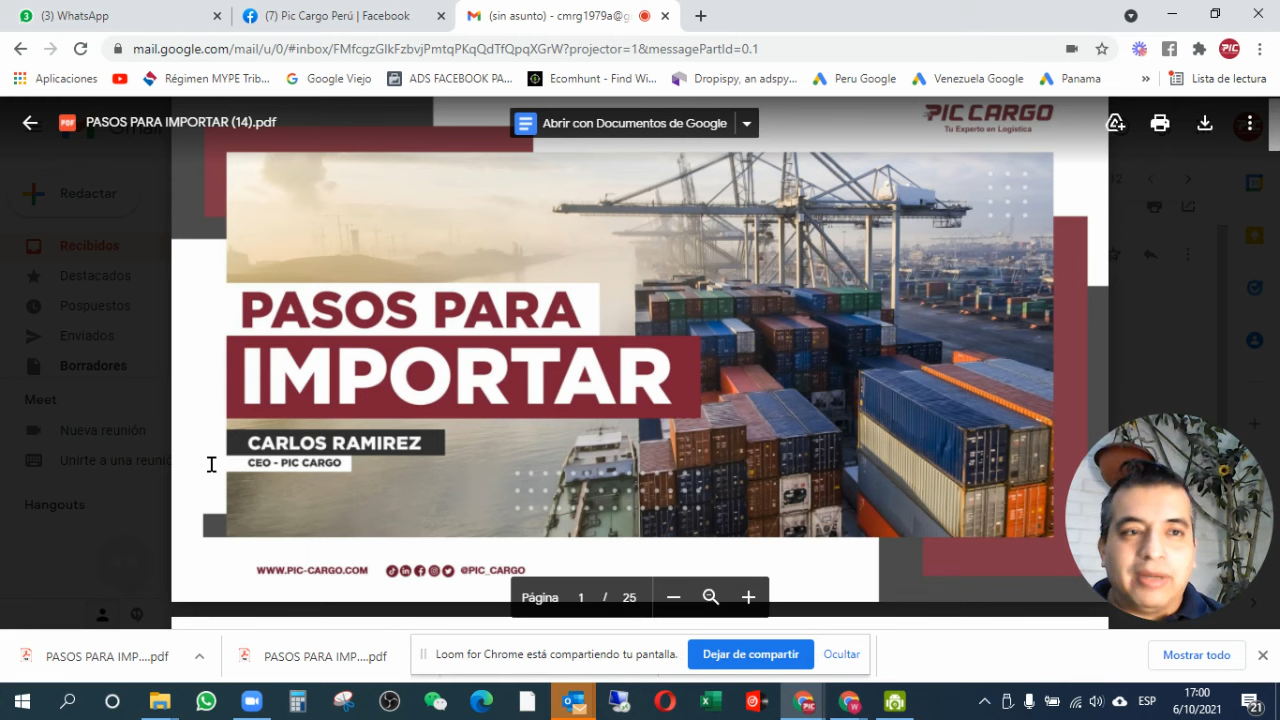 (3) WhatsApp
(7) Pic Cargo Perú | Facebook
(sin asunto) - cmrg1979a@g
mail.google.com/mail/u/0/#inbox/FMfcgzGlkFzbvjPmtqPKqQdTfQpqXGrW?projector=1&messagePartId=0.1
Aplicaciones
Régimen MYPE Trib...
Google Viejo
ADS FACEBOOK PA...
Ecomhunt - Find Wi...
Dropispy, an adspy...
Peru Google
Venezuela Google
Panama
»
Lista de lectura
PASOS PARA IMPORTAR (14).pdf
Abrir con Documentos de Google
PIC CARGO
Tu Experto en Logística
Redactar
Recibidos
Destacados
Pospuestos
Enviados
Borradores
Meet
Nueva reunión
Unirte a una reunió
Hangouts
PASOS PARA
IMPORTAR
CARLOS RAMIREZ
CEO - PIC CARGO
WWW.PIC-CARGO.COM
@PIC_CARGO
Página 1 / 25
PASOS PARA IMP....pdf
PASOS PARA IMP....pdf
Loom for Chrome está compartiendo tu pantalla.
Dejar de compartir
Ocultar
Mostrar todo
ESP
17:00
6/10/2021
21